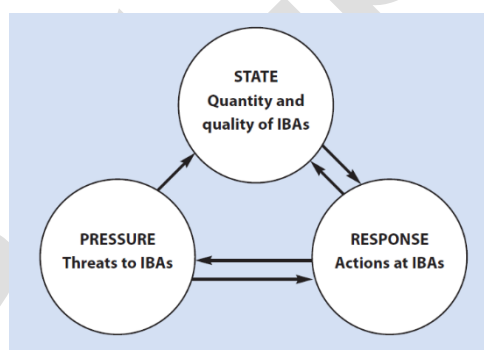 STATE
Quantity and
quality of IBAs
PRESSURE
Threats to IBAs
RESPONSE
Actions at IBAs